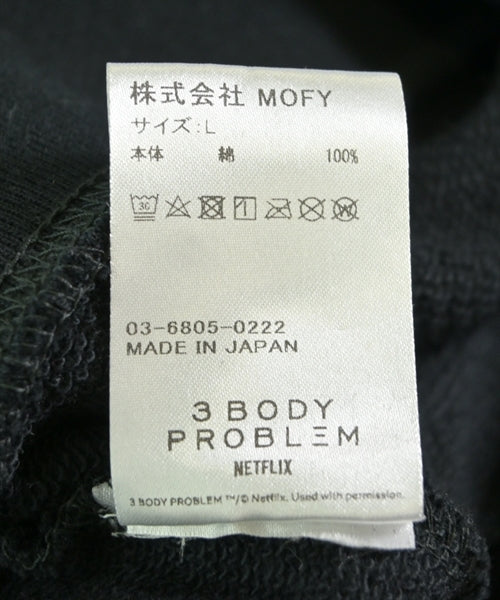 株式会社 MOFY
サイズ:L
本体 綿 100%
30
03-6805-0222
MADE IN JAPAN
3 BODY
PROBLEM
NETFLIX
3 BODY PROBLEM ™/© Netflix. Used with permission.